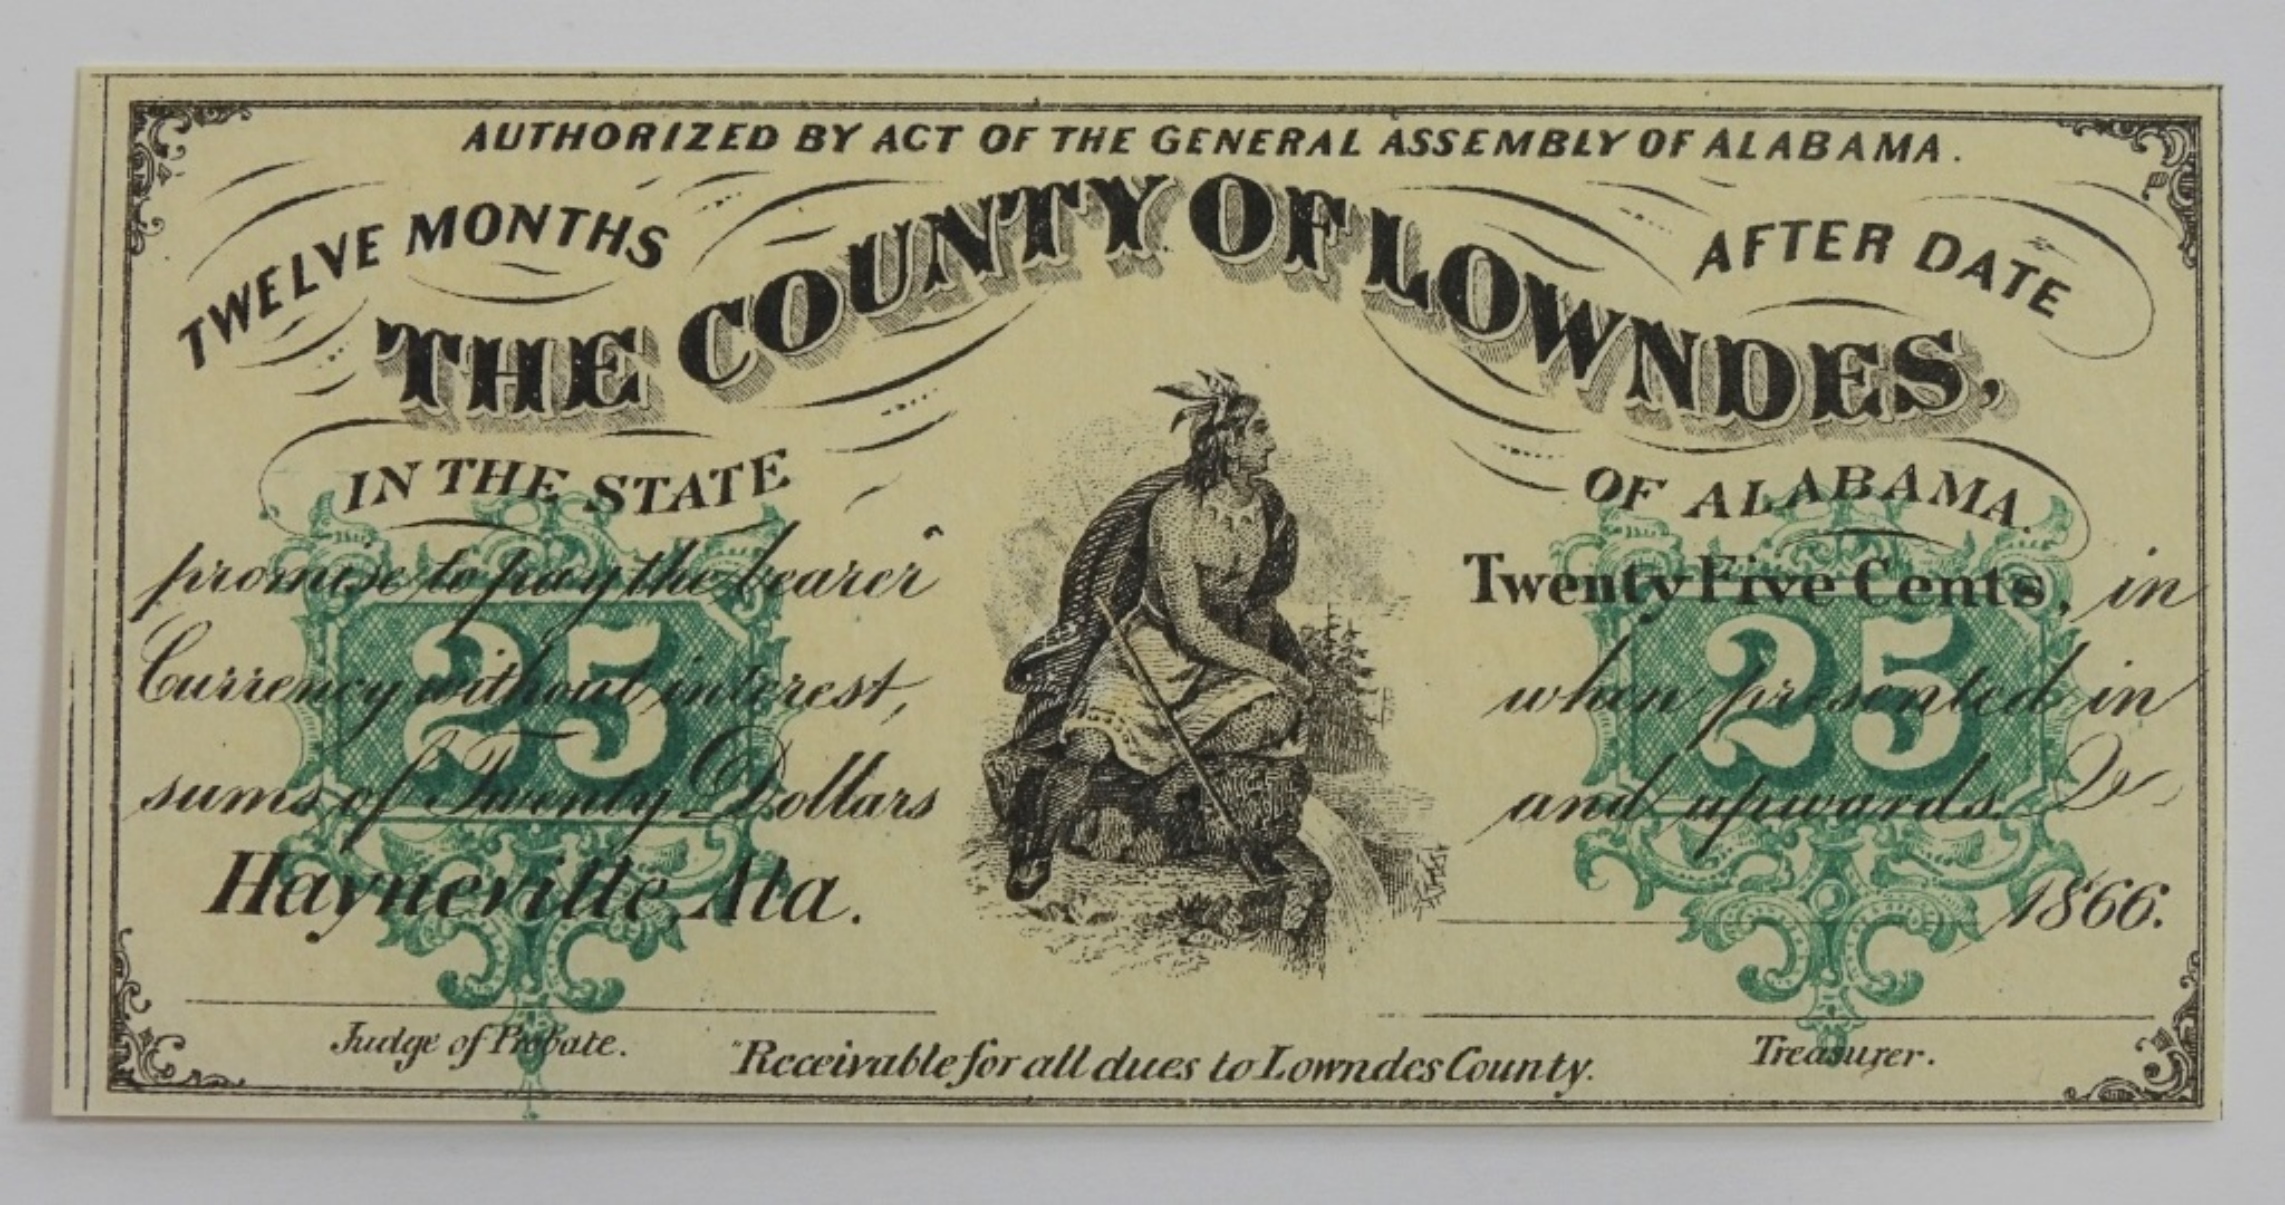 AUTHORIZED BY ACT OF THE GENERAL ASSEMBLY OF ALABAMA.
TWELVE MONTHS AFTER DATE
THE COUNTY OF LOWNDES,
IN THE STATE OF ALABAMA.
promise to pay the bearer Twenty Five Cents, in
Currency without interest, when presented in
sums of Twenty Dollars and upwards.
25 25
Hayneville, Ala. 1866.
Judge of Probate. Treasurer.
"Receivable for all dues to Lowndes County.